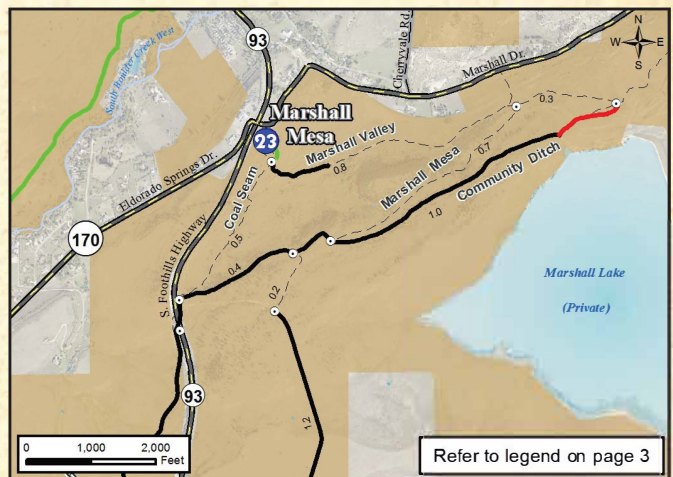 93
Cherryvale Rd.
N
W E
S
South Boulder Creek West
Marshall Dr.
Marshall
Mesa
23
0.3
Marshall Valley
0.8
Eldorado Springs Dr.
Marshall Mesa
0.7
Community Ditch
Coal Seam
0.5
1.0
170
S. Foothills Highway
0.4
0.2
Marshall Lake
(Private)
93
1.2
0 1,000 2,000
Feet
Refer to legend on page 3